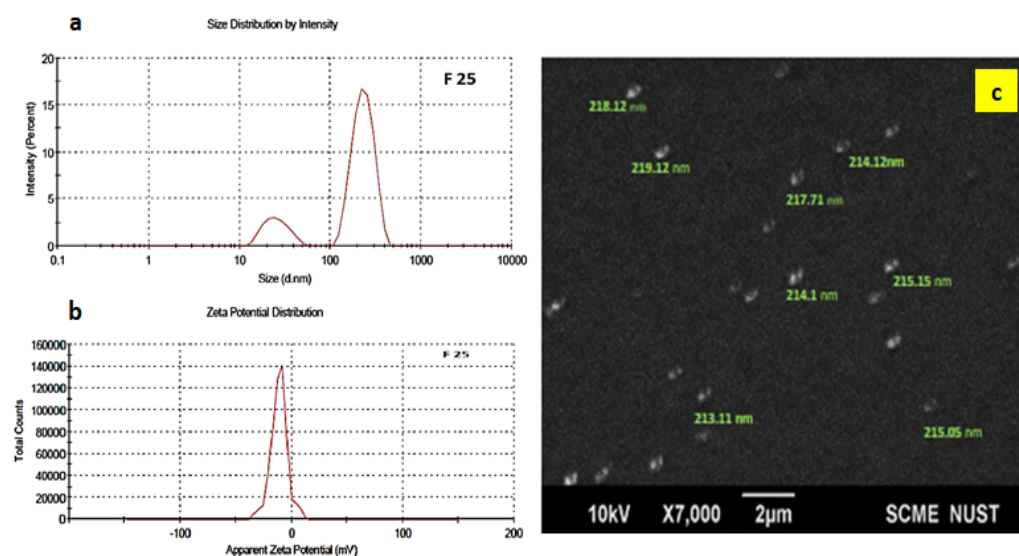 a
Size Distribution by Intensity
F 25
20
15
10
5
0
Intensity (Percent)
0.1 1 10 100 1000 10000
Size (d.nm)
b
Zeta Potential Distribution
F 25
160000
140000
120000
100000
80000
60000
40000
20000
0
Total Counts
-100 0 100 200
Apparent Zeta Potential (mV)
c
218.12 nm
219.12 nm
214.12nm
217.71 nm
214.1 nm
215.15 nm
213.11 nm
215.05 nm
10kV X7,000 2µm SCME NUST